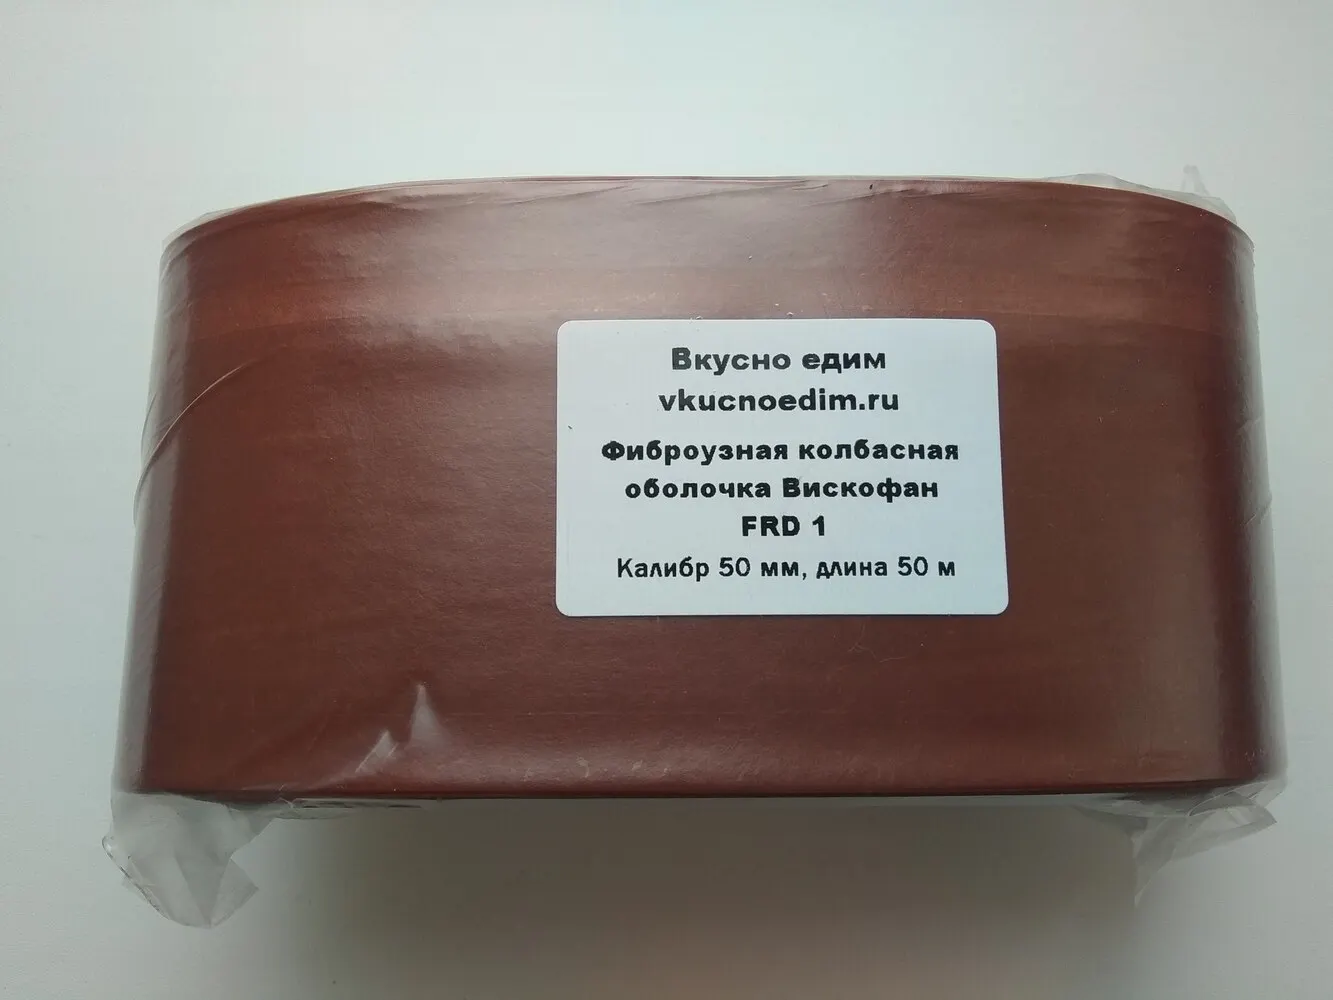 Вкусно едим
vkucnoedim.ru
Фиброузная колбасная
оболочка Вискофан
FRD 1
Калибр 50 мм, длина 50 м